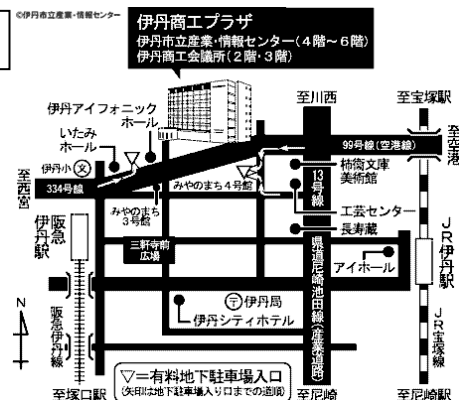 ©伊丹市立産業・情報センター
伊丹商工プラザ
伊丹市立産業・情報センター(4階〜6階)
伊丹商工会議所(2階・3階)
伊丹アイフォニック
ホール
いたみ
ホール
伊丹小
文
至川西
至宝塚駅
至空港
99号線(空港線)
至西宮
334号線
みやのまち
3号館
みやのまち4号館
柿衛文庫
美術館
13号線
工芸センター
長寿蔵
三軒寺前
広場
阪急
伊丹駅
JR伊丹駅
アイホール
〒伊丹局
伊丹シティホテル
県道尼崎池田線(産業道路)
N
阪急伊丹線
JR宝塚線
▽=有料地下駐車場入口
(矢印は地下駐車場入り口までの道順)
至塚口駅
至尼崎
至尼崎駅